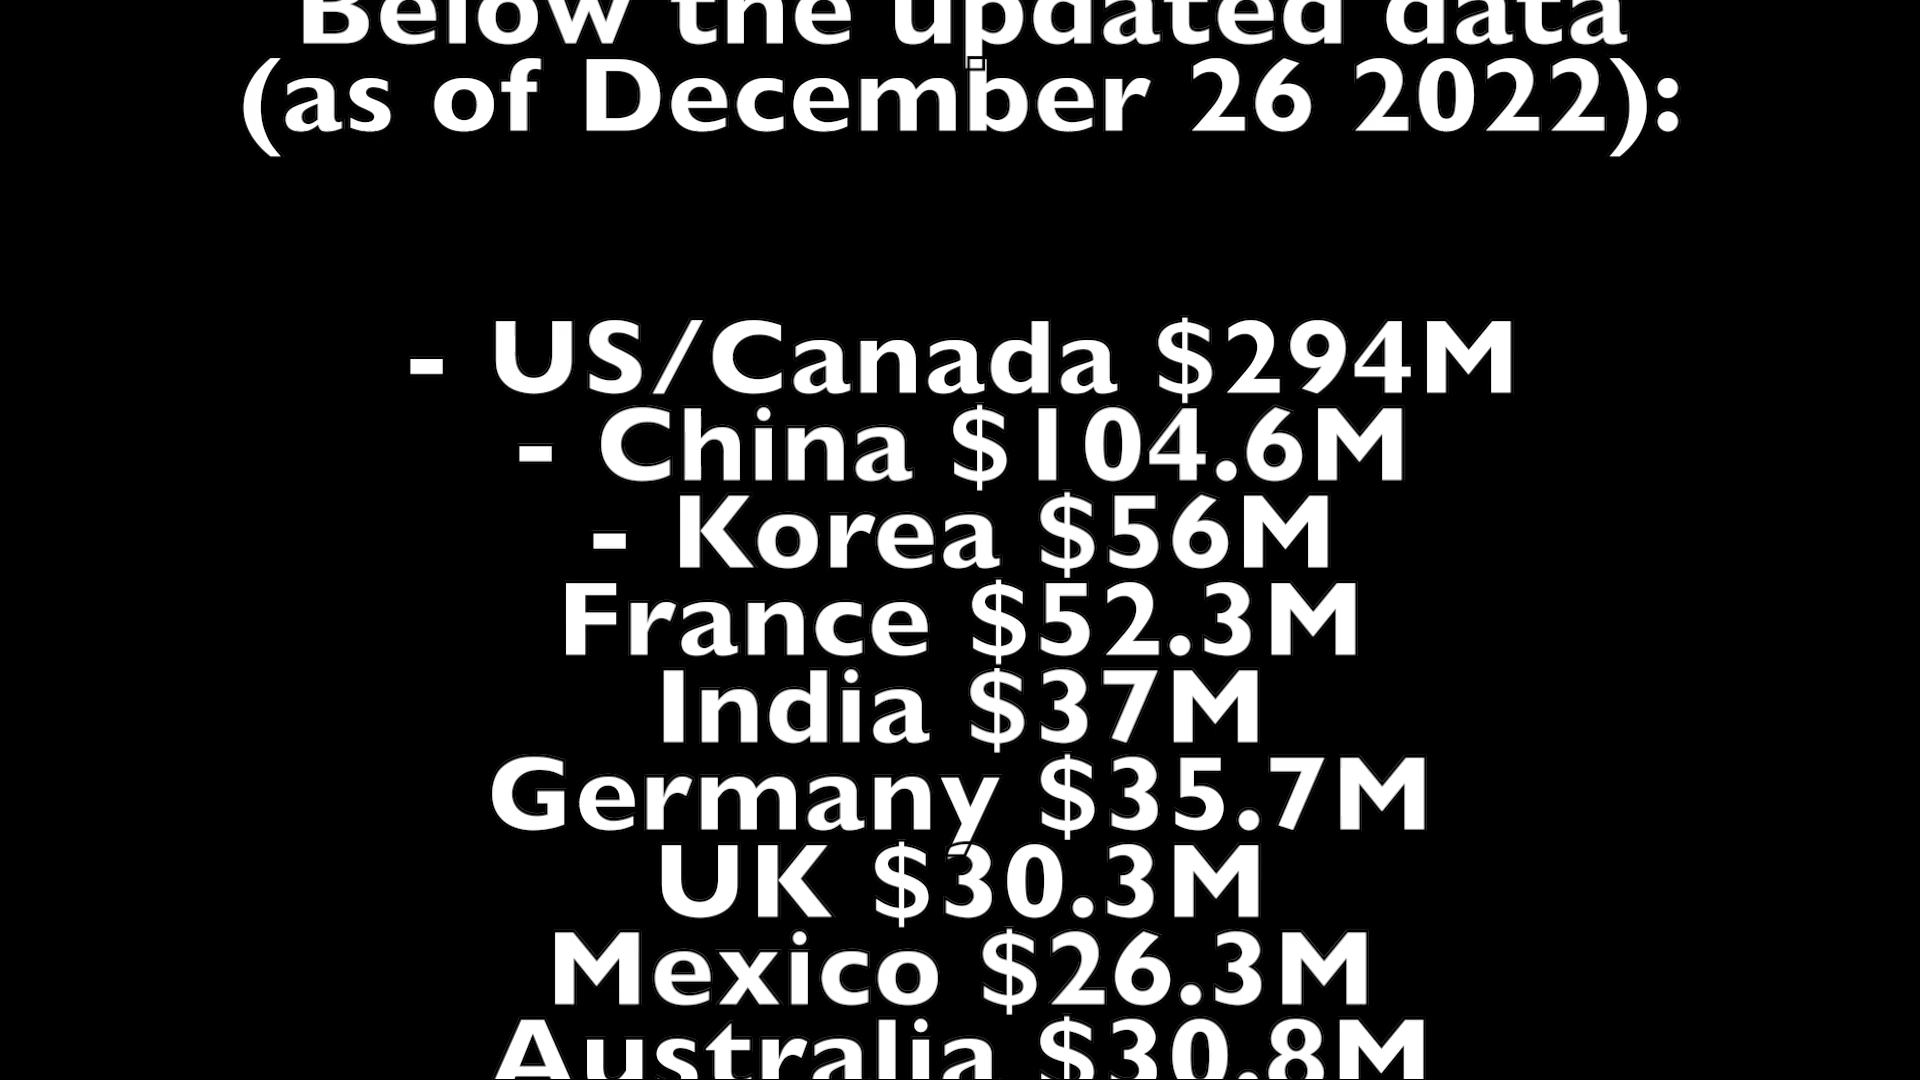 Below the updated data
(as of December 26 2022):
- US/Canada $294M
- China $104.6M
- Korea $56M
France $52.3M
India $37M
Germany $35.7M
UK $30.3M
Mexico $26.3M
Australia $30.8M